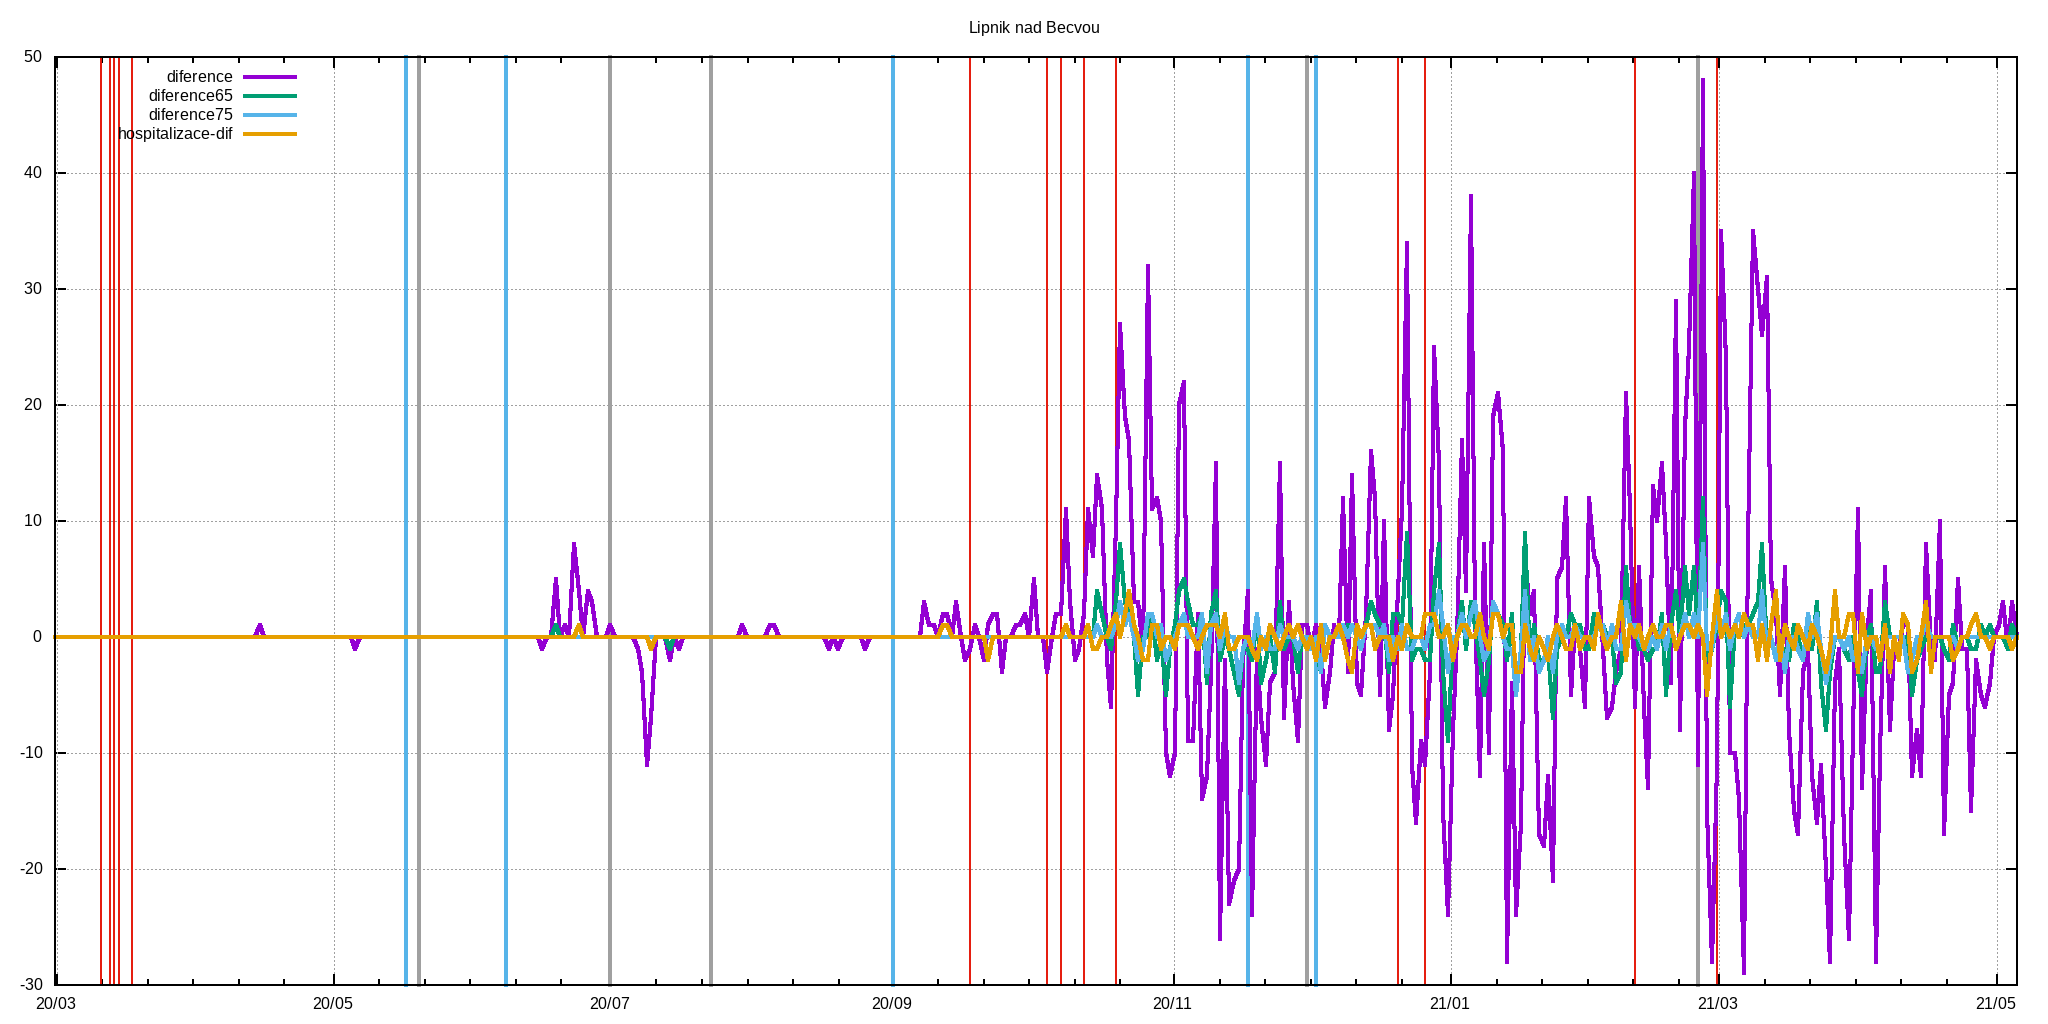 Lipnik nad Becvou
50
diference
diference65
diference75
hospitalizace-dif
40
30
20
10
0
-10
-20
-30
20/03 20/05 20/07 20/09 20/11 21/01 21/03 21/05